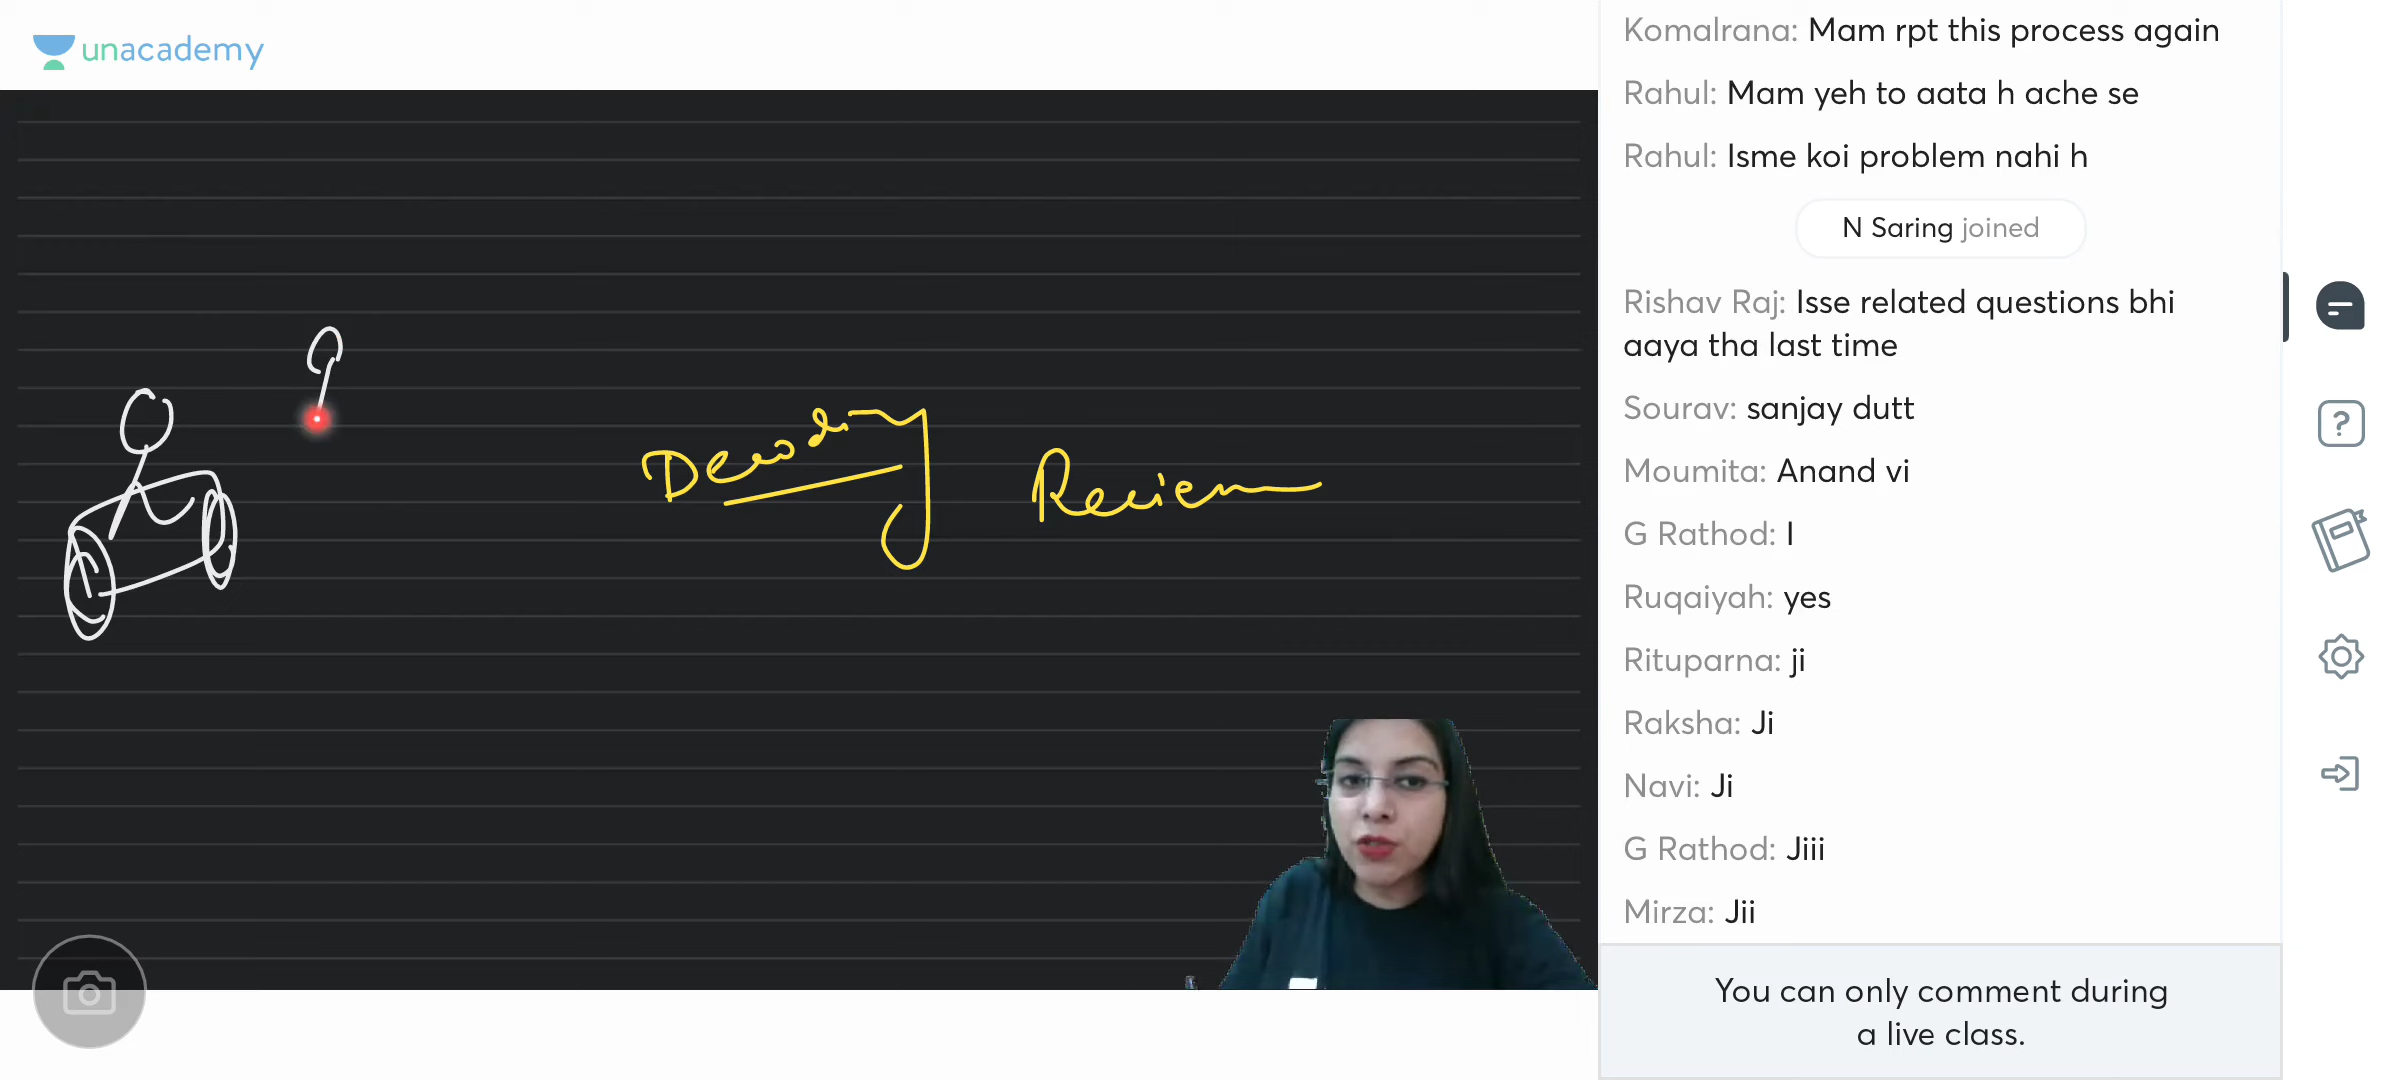 unacademy
Decoding Reciev
Komalrana: Mam rpt this process again
Rahul: Mam yeh to aata h ache se
Rahul: Isme koi problem nahi h
N Saring joined
Rishav Raj: Isse related questions bhi
aaya tha last time
Sourav: sanjay dutt
Moumita: Anand vi
G Rathod: I
Ruqaiyah: yes
Rituparna: ji
Raksha: Ji
Navi: Ji
G Rathod: Jiii
Mirza: Jii
You can only comment during
a live class.
?